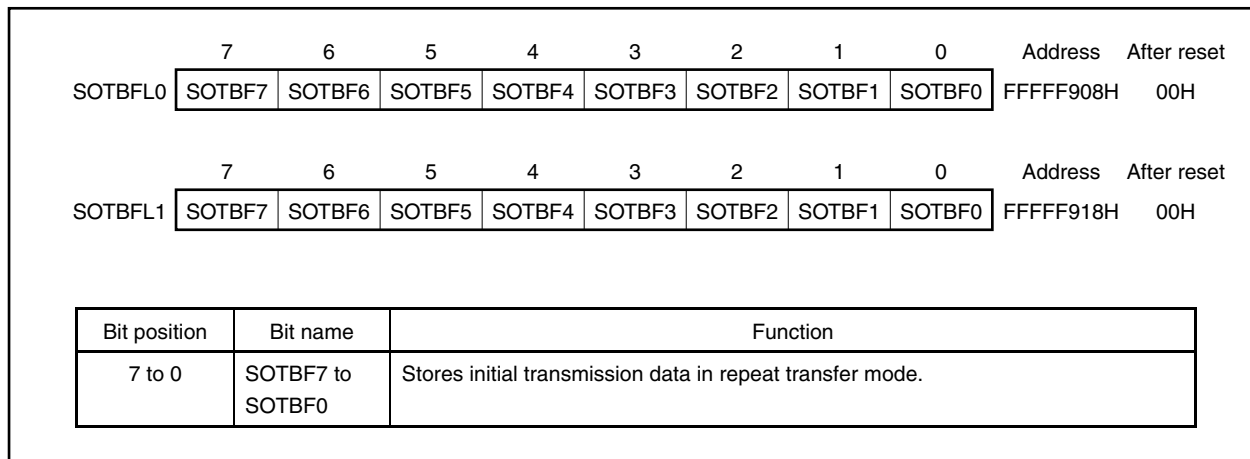 7 6 5 4 3 2 1 0 Address After reset
SOTBFL0 SOTBF7 SOTBF6 SOTBF5 SOTBF4 SOTBF3 SOTBF2 SOTBF1 SOTBF0 FFFFF908H 00H
7 6 5 4 3 2 1 0 Address After reset
SOTBFL1 SOTBF7 SOTBF6 SOTBF5 SOTBF4 SOTBF3 SOTBF2 SOTBF1 SOTBF0 FFFFF918H 00H
Bit position Bit name Function
7 to 0 SOTBF7 to Stores initial transmission data in repeat transfer mode.
SOTBF0